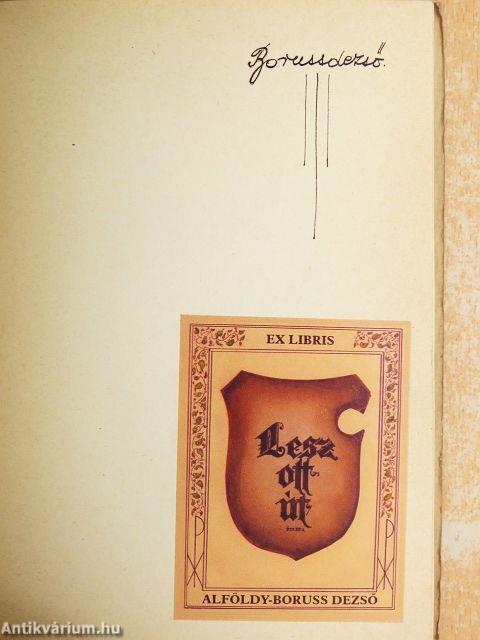 Borussdezső.
EX LIBRIS
Lesz
ott
út
ALFÖLDY-BORUSS DEZSŐ
Antikvárium.hu